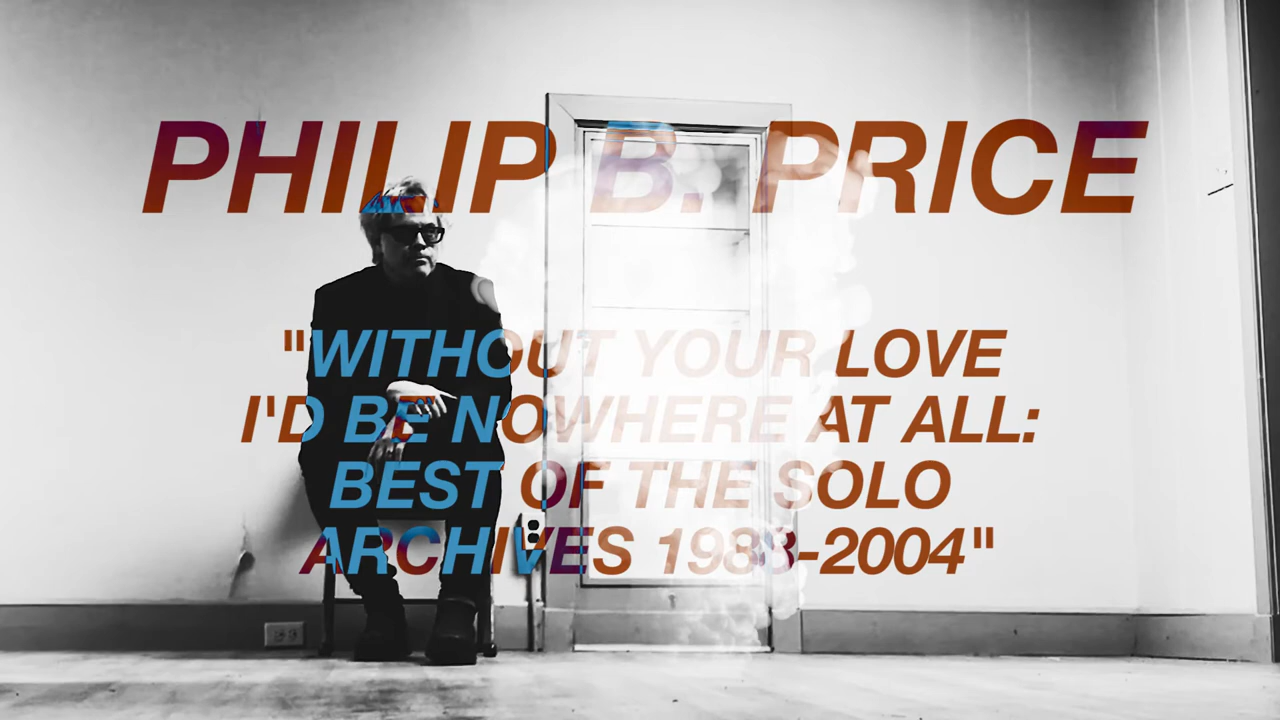 PHILIP B. PRICE
"WITHOUT YOUR LOVE
I'D BE NOWHERE AT ALL:
BEST OF THE SOLO
ARCHIVES 1988-2004"